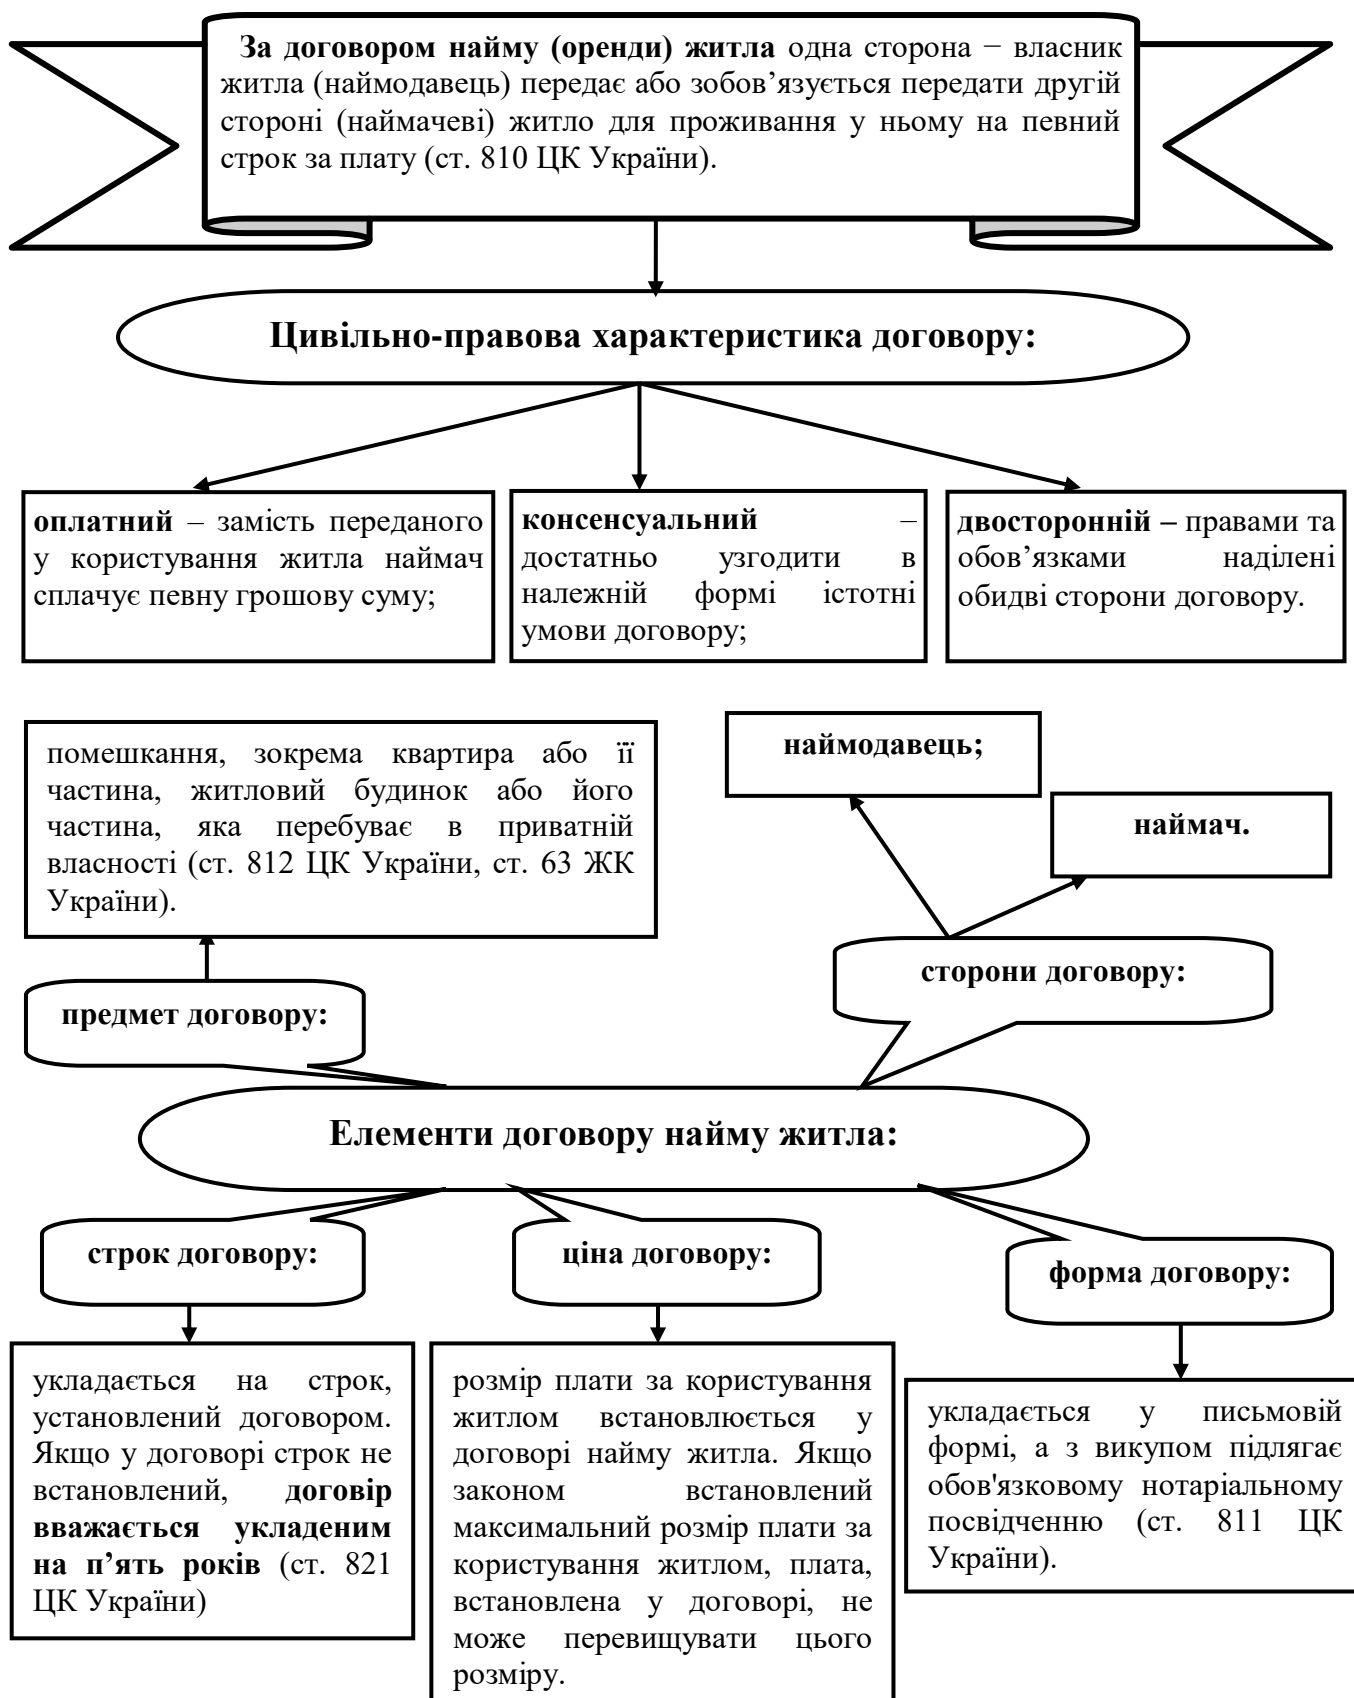 За договором найму (оренди) житла одна сторона − власник
житла (наймодавець) передає або зобов’язується передати другій
стороні (наймачеві) житло для проживання у ньому на певний
строк за плату (ст. 810 ЦК України).
Цивільно-правова характеристика договору:
оплатний – замість переданого
у користування житла наймач
сплачує певну грошову суму;
консенсуальний –
достатньо узгодити в
належній формі істотні
умови договору;
двосторонній – правами та
обов’язками наділені
обидві сторони договору.
помешкання, зокрема квартира або її
частина, житловий будинок або його
частина, яка перебуває в приватній
власності (ст. 812 ЦК України, ст. 63 ЖК
України).
наймодавець;
наймач.
сторони договору:
предмет договору:
Елементи договору найму житла:
строк договору:
ціна договору:
форма договору:
укладається на строк,
установлений договором.
Якщо у договорі строк не
встановлений, договір
вважається укладеним
на п’ять років (ст. 821
ЦК України)
розмір плати за користування
житлом встановлюється у
договорі найму житла. Якщо
законом встановлений
максимальний розмір плати за
користування житлом, плата,
встановлена у договорі, не
може перевищувати цього
розміру.
укладається у письмовій
формі, а з викупом підлягає
обов'язковому нотаріальному
посвідченню (ст. 811 ЦК
України).